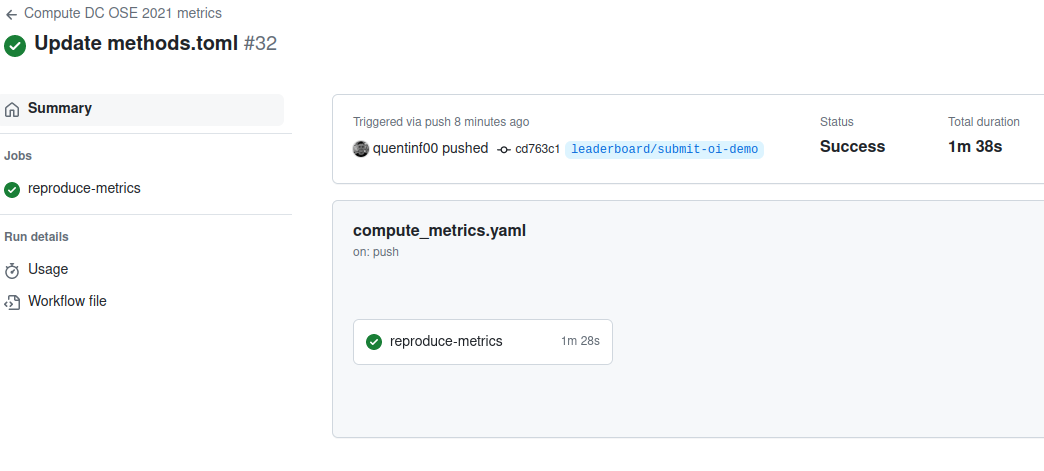 Compute DC OSE 2021 metrics
Update methods.toml #32
Summary
Jobs
reproduce-metrics
Run details
Usage
Workflow file
Triggered via push 8 minutes ago
quentinf00 pushed cd763c1 leaderboard/submit-oi-demo
Status
Success
Total duration
1m 38s
compute_metrics.yaml
on: push
reproduce-metrics 1m 28s